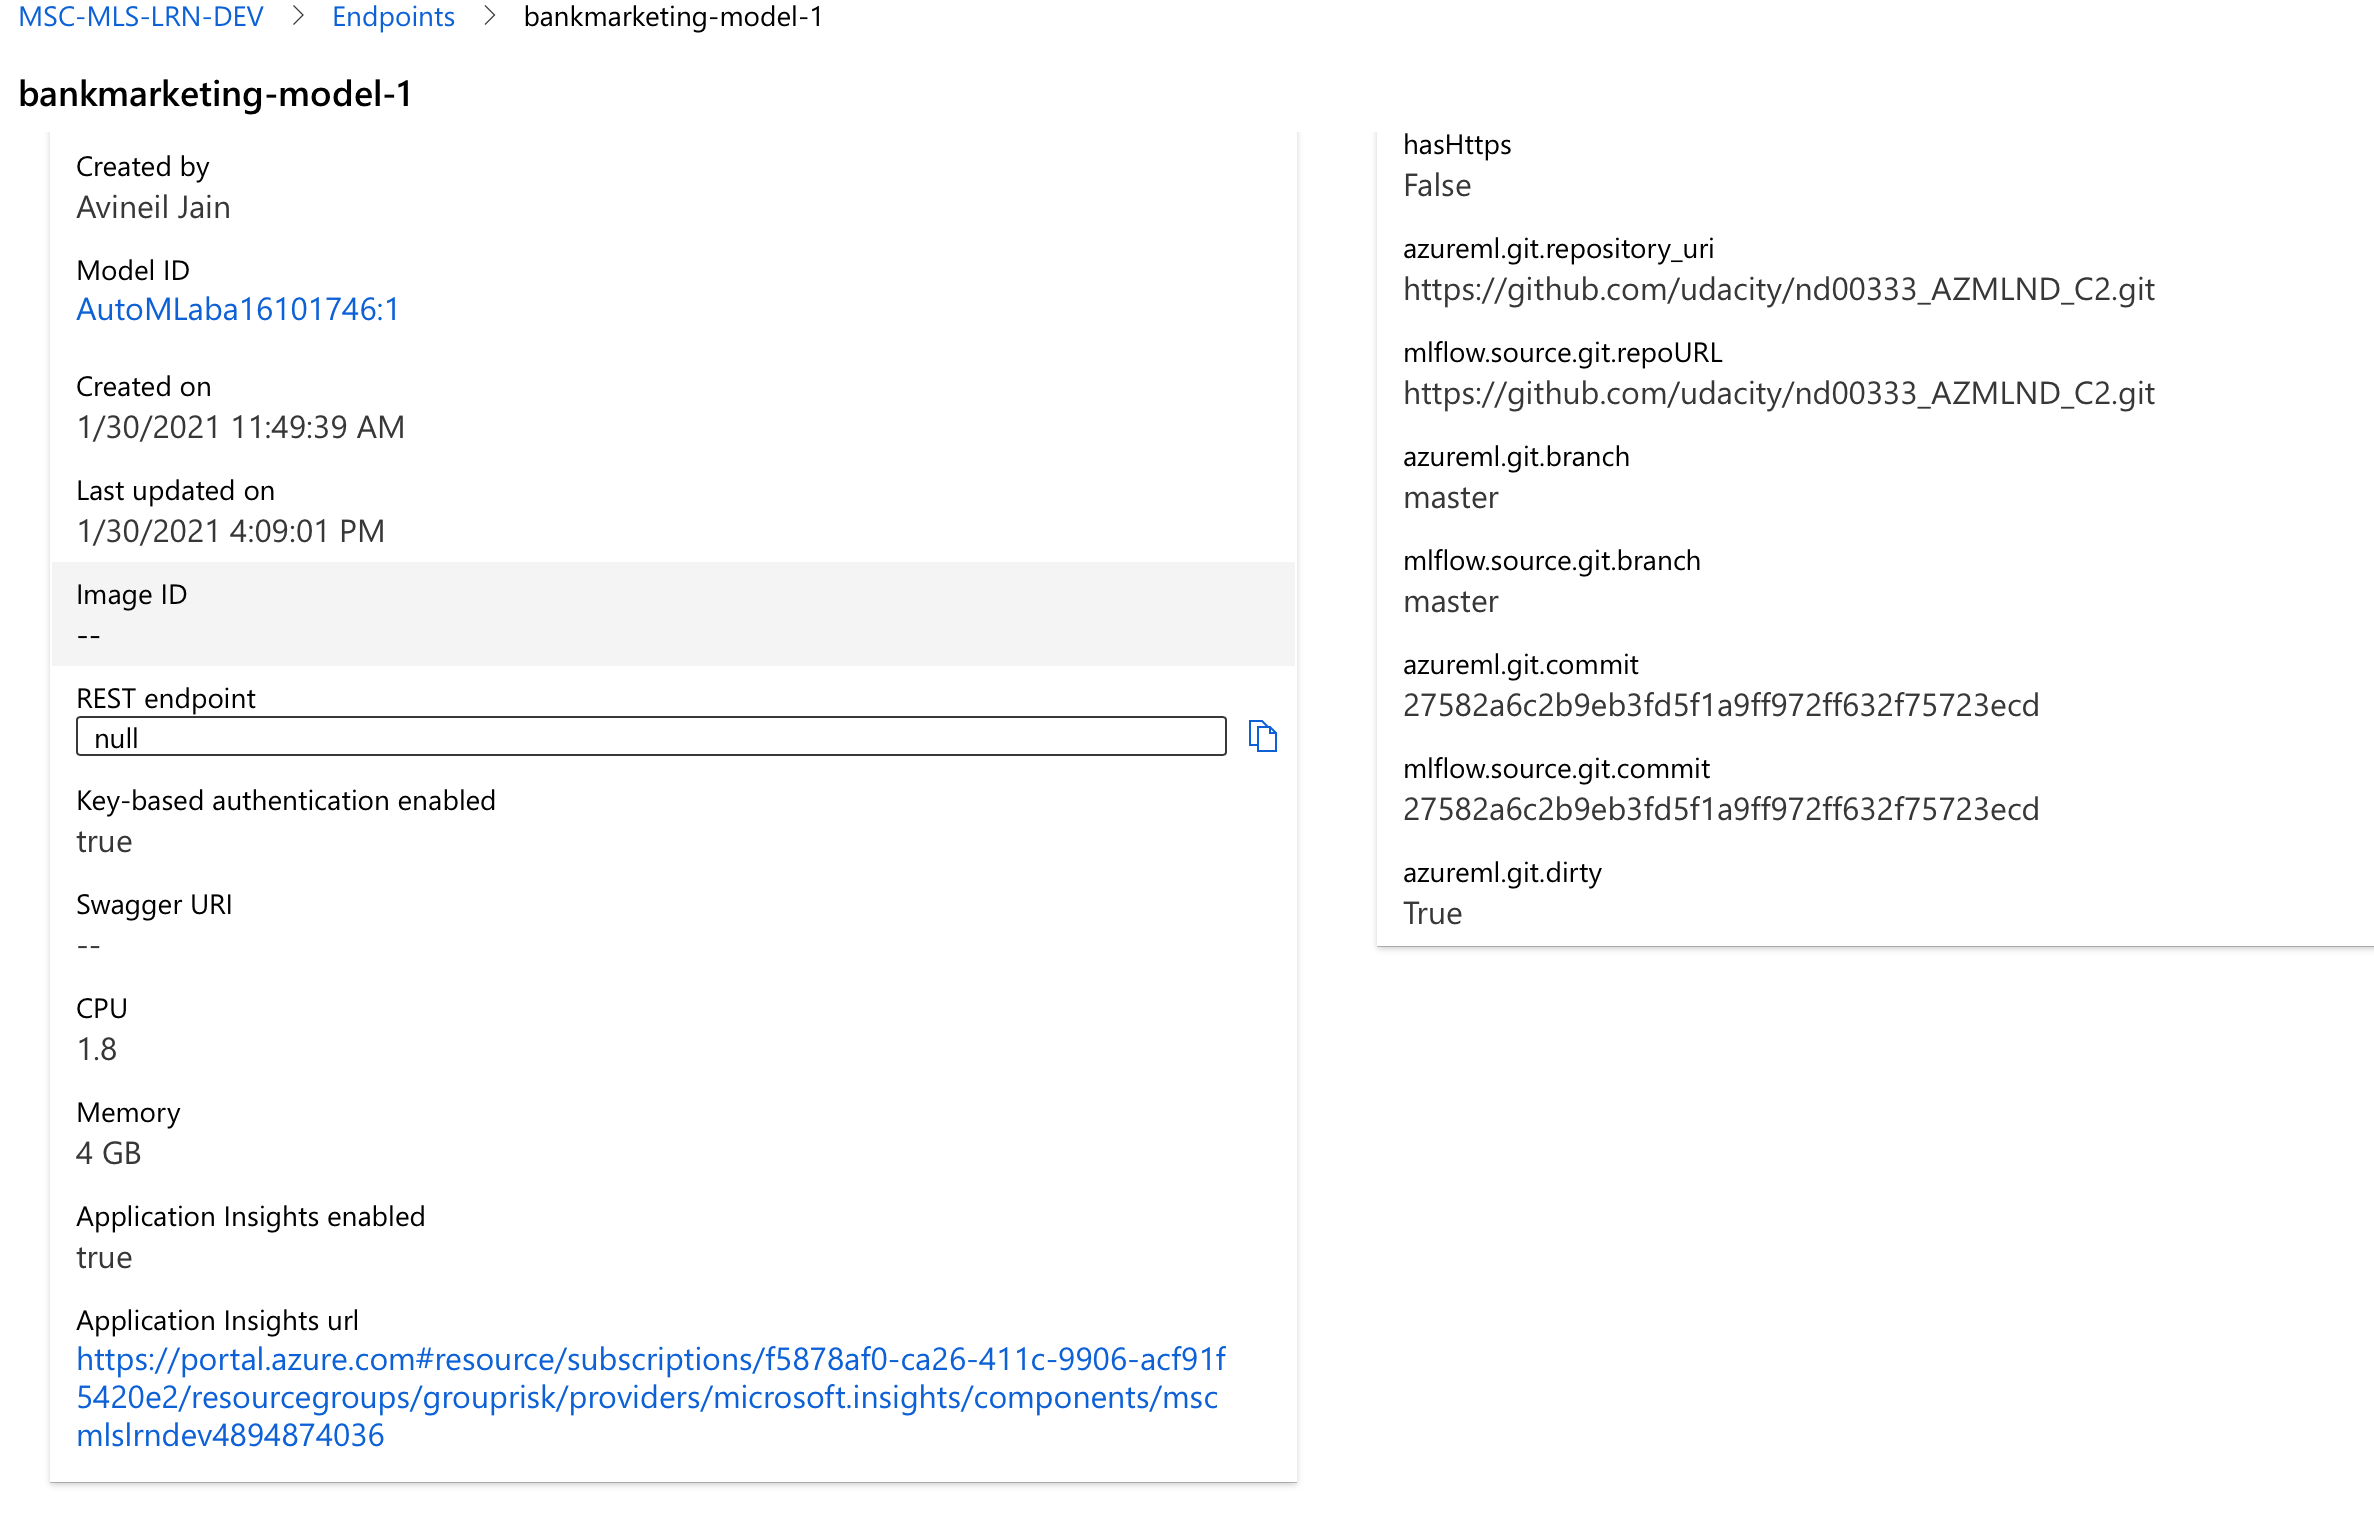 MSC-MLS-LRN-DEV > Endpoints > bankmarketing-model-1
bankmarketing-model-1
Created by
Avineil Jain
Model ID
AutoMLaba16101746:1
Created on
1/30/2021 11:49:39 AM
Last updated on
1/30/2021 4:09:01 PM
Image ID
--
REST endpoint
null
Key-based authentication enabled
true
Swagger URI
--
CPU
1.8
Memory
4 GB
Application Insights enabled
true
Application Insights url
https://portal.azure.com#resource/subscriptions/f5878af0-ca26-411c-9906-acf91f
5420e2/resourcegroups/grouprisk/providers/microsoft.insights/components/msc
mlslrndev4894874036
hasHttps
False
azureml.git.repository_uri
https://github.com/udacity/nd00333_AZMLND_C2.git
mlflow.source.git.repoURL
https://github.com/udacity/nd00333_AZMLND_C2.git
azureml.git.branch
master
mlflow.source.git.branch
master
azureml.git.commit
27582a6c2b9eb3fd5f1a9ff972ff632f75723ecd
mlflow.source.git.commit
27582a6c2b9eb3fd5f1a9ff972ff632f75723ecd
azureml.git.dirty
True